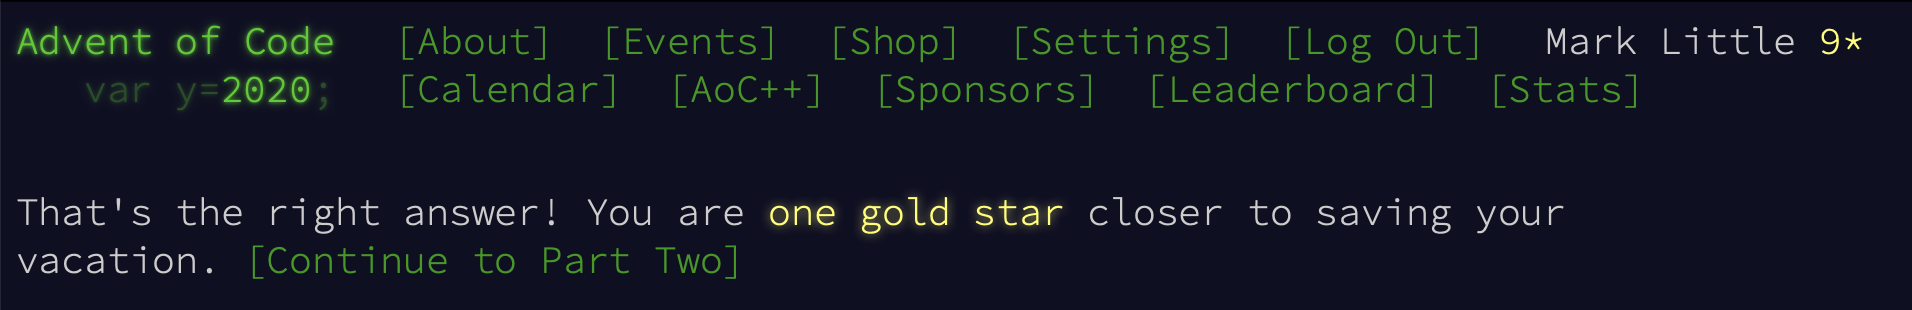 Advent of Code [About] [Events] [Shop] [Settings] [Log Out] Mark Little 9*
var y=2020; [Calendar] [AoC++] [Sponsors] [Leaderboard] [Stats]
That's the right answer! You are one gold star closer to saving your
vacation. [Continue to Part Two]